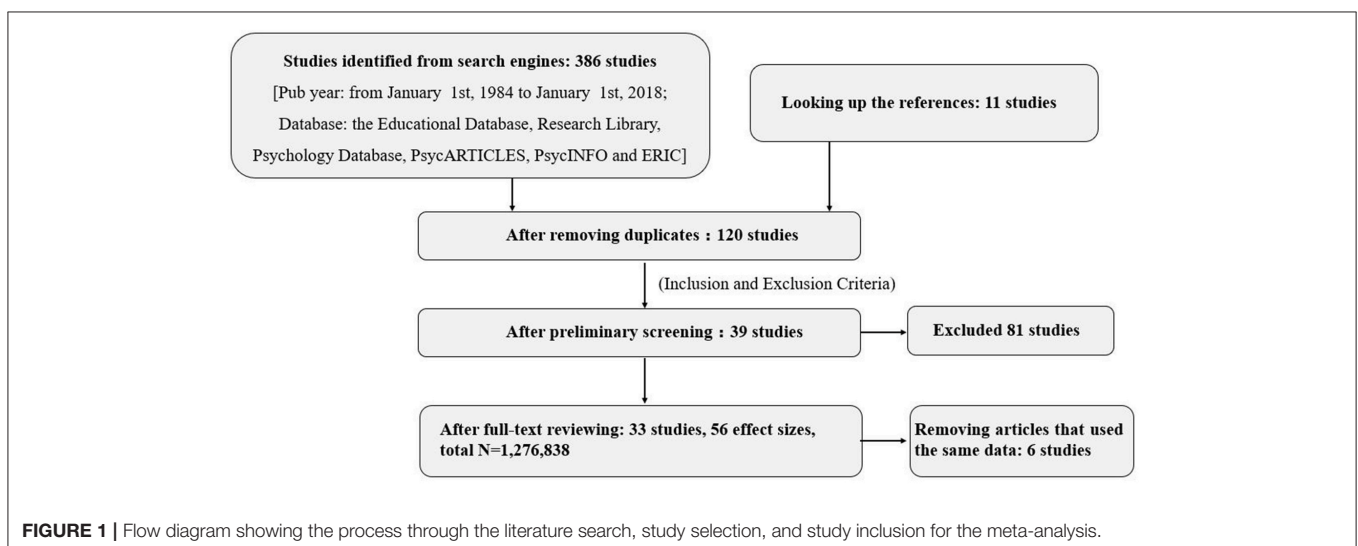 Studies identified from search engines: 386 studies
[Pub year: from January 1st, 1984 to January 1st, 2018;
Database: the Educational Database, Research Library,
Psychology Database, PsycARTICLES, PsycINFO and ERIC]
Looking up the references: 11 studies
After removing duplicates：120 studies
(Inclusion and Exclusion Criteria)
After preliminary screening：39 studies
Excluded 81 studies
After full-text reviewing: 33 studies, 56 effect sizes,
total N=1,276,838
Removing articles that used
the same data: 6 studies
FIGURE 1 | Flow diagram showing the process through the literature search, study selection, and study inclusion for the meta-analysis.